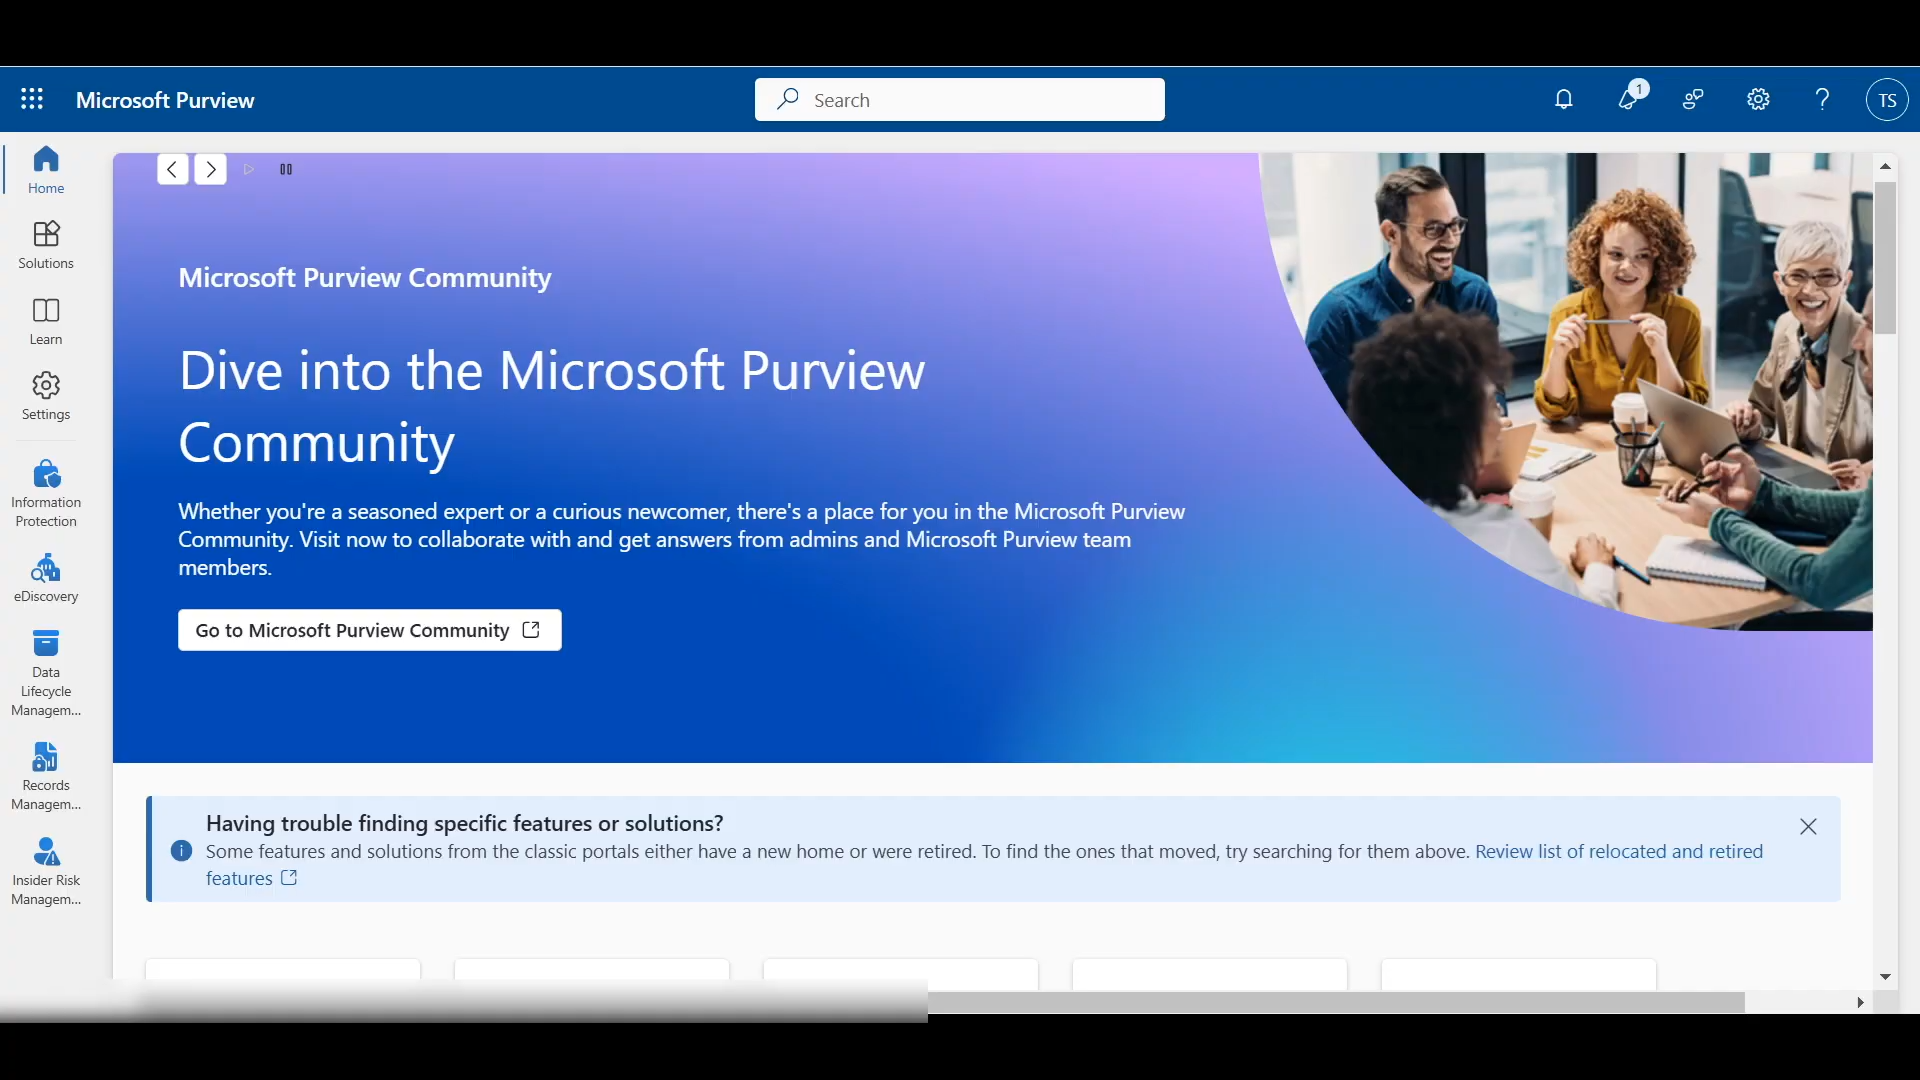 Microsoft Purview
Search
1
TS
Home
Solutions
Learn
Settings
Information
Protection
eDiscovery
Data
Lifecycle
Managem...
Records
Managem...
Insider Risk
Managem...
Microsoft Purview Community
Dive into the Microsoft Purview
Community
Whether you're a seasoned expert or a curious newcomer, there's a place for you in the Microsoft Purview
Community. Visit now to collaborate with and get answers from admins and Microsoft Purview team
members.
Go to Microsoft Purview Community
Having trouble finding specific features or solutions?
Some features and solutions from the classic portals either have a new home or were retired. To find the ones that moved, try searching for them above. Review list of relocated and retired
features